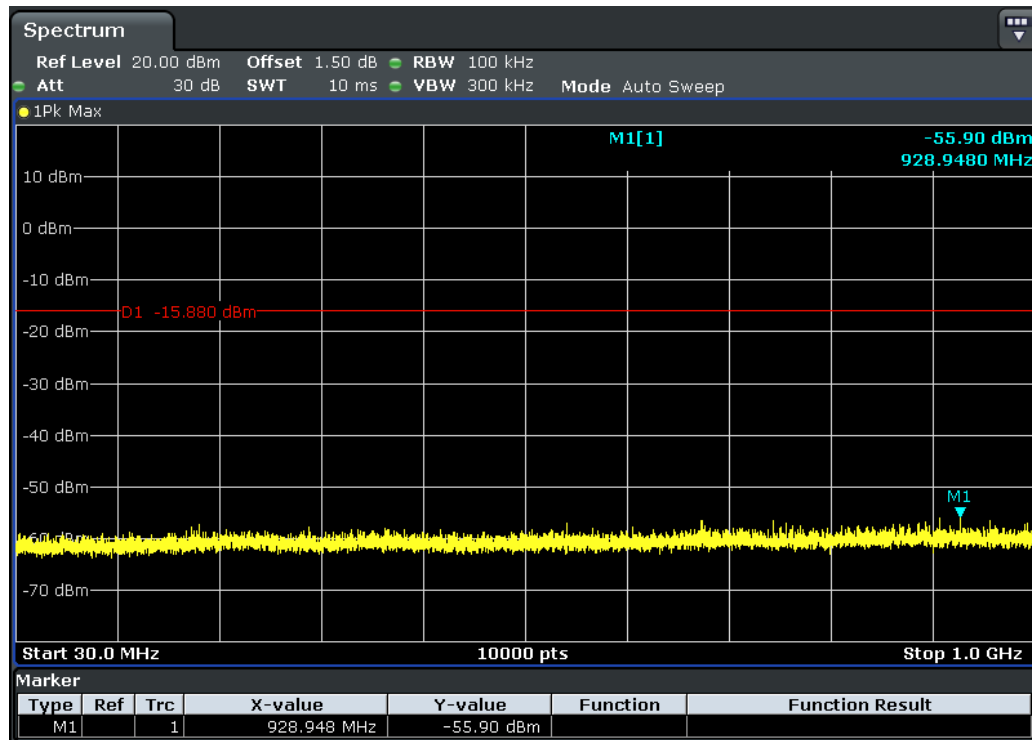 Spectrum
Ref Level 20.00 dBm Offset 1.50 dB RBW 100 kHz
Att 30 dB SWT 10 ms VBW 300 kHz Mode Auto Sweep
1Pk Max
M1[1] -55.90 dBm
928.9480 MHz
10 dBm
0 dBm
-10 dBm
D1 -15.880 dBm
-20 dBm
-30 dBm
-40 dBm
-50 dBm
M1
-60 dBm
-70 dBm
Start 30.0 MHz 10000 pts Stop 1.0 GHz
Marker
Type Ref Trc X-value Y-value Function Function Result
M1 1 928.948 MHz -55.90 dBm